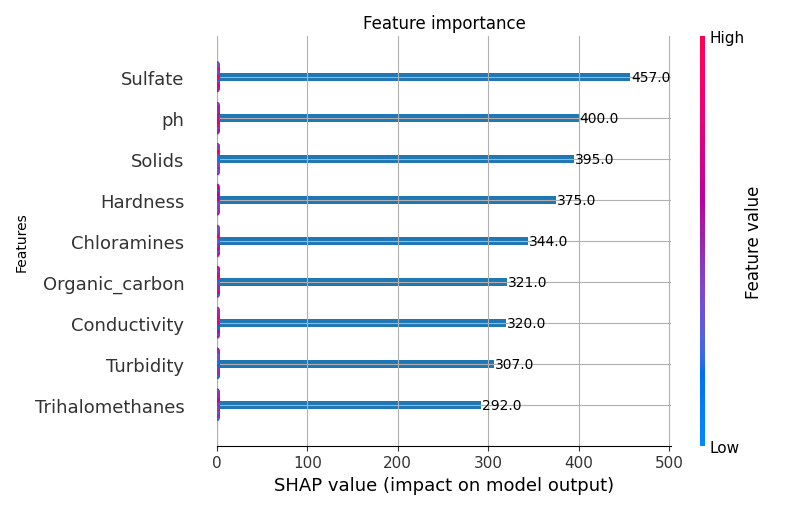 Feature importance
High
Sulfate
457.0
ph
400.0
Solids
395.0
Hardness
375.0
Chloramines
344.0
Organic_carbon
321.0
Conductivity
320.0
Turbidity
307.0
Trihalomethanes
292.0
Features
Feature value
Low
0 100 200 300 400 500
SHAP value (impact on model output)